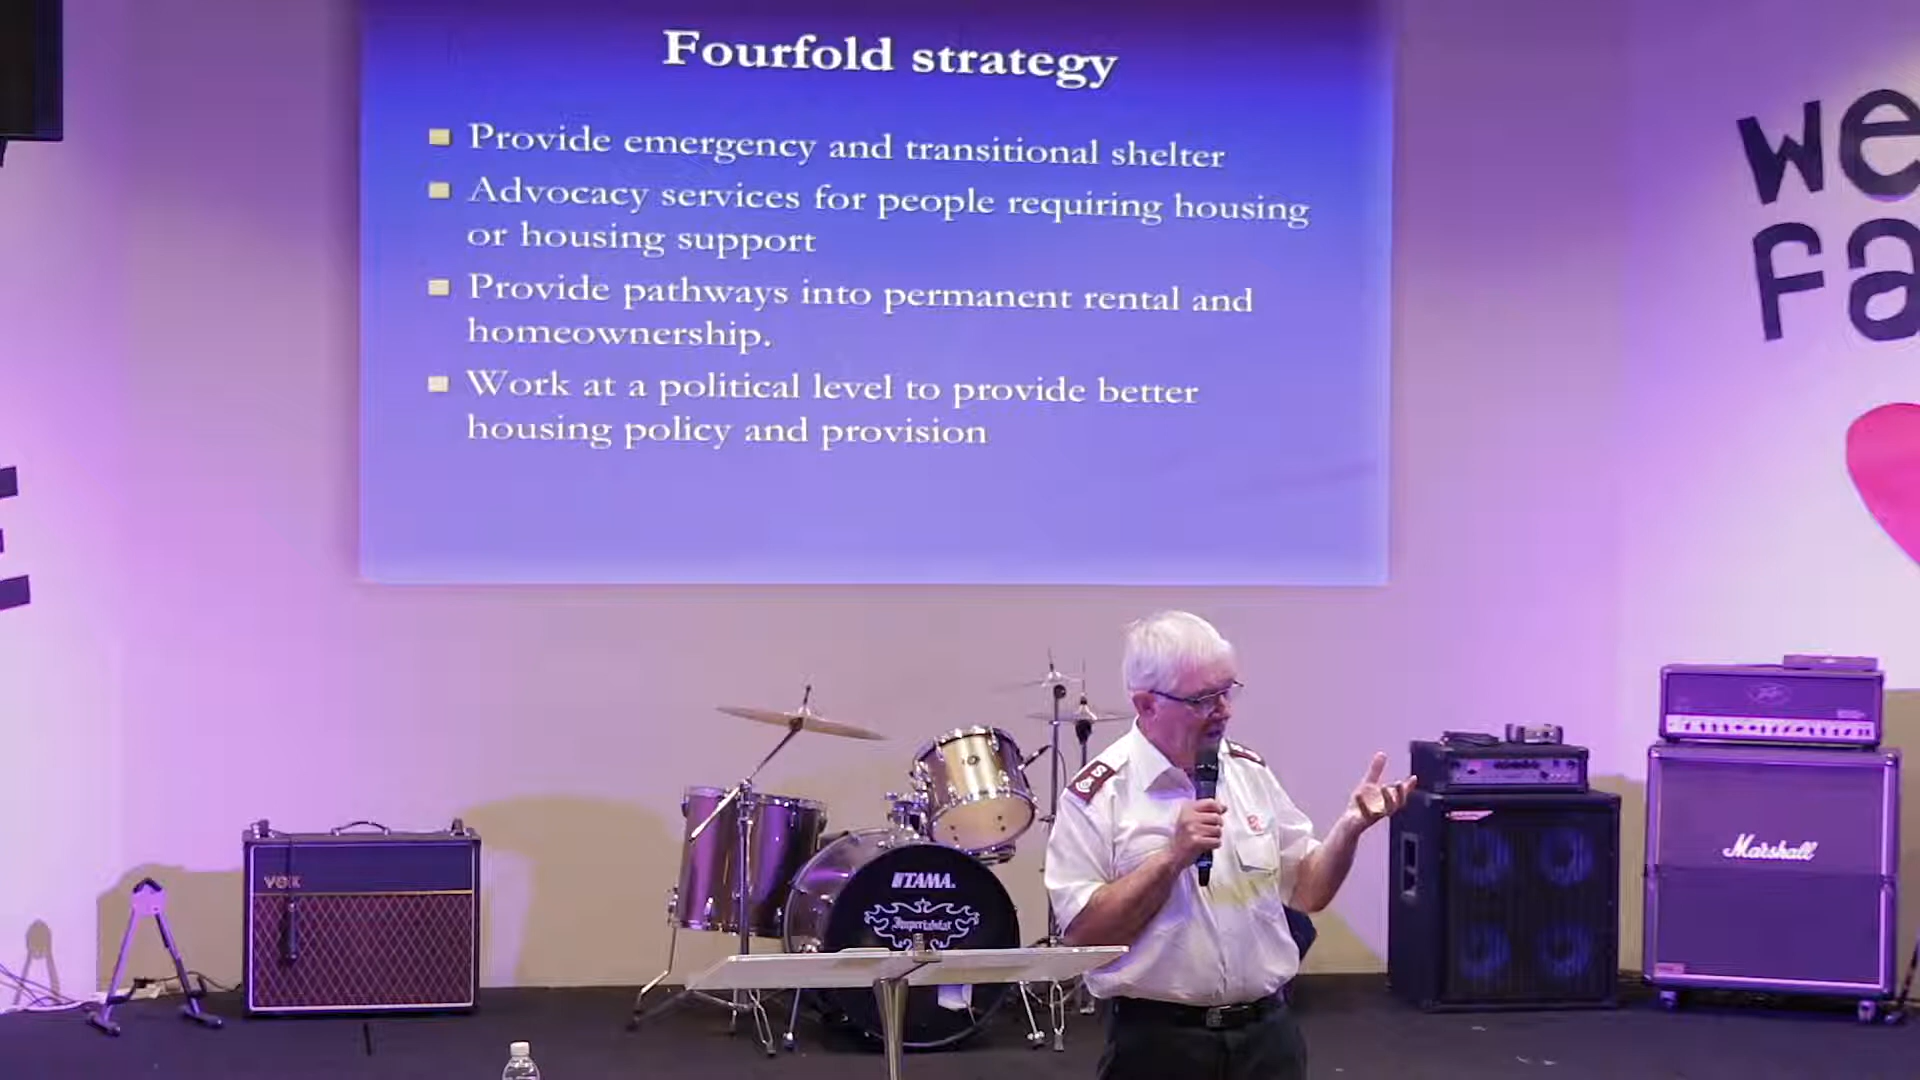 Fourfold strategy
Provide emergency and transitional shelter
Advocacy services for people requiring housing
or housing support
Provide pathways into permanent rental and
homeownership.
Work at a political level to provide better
housing policy and provision
we
Fa
E
VOX
TAMA.
Imperialstar
S
Marshall